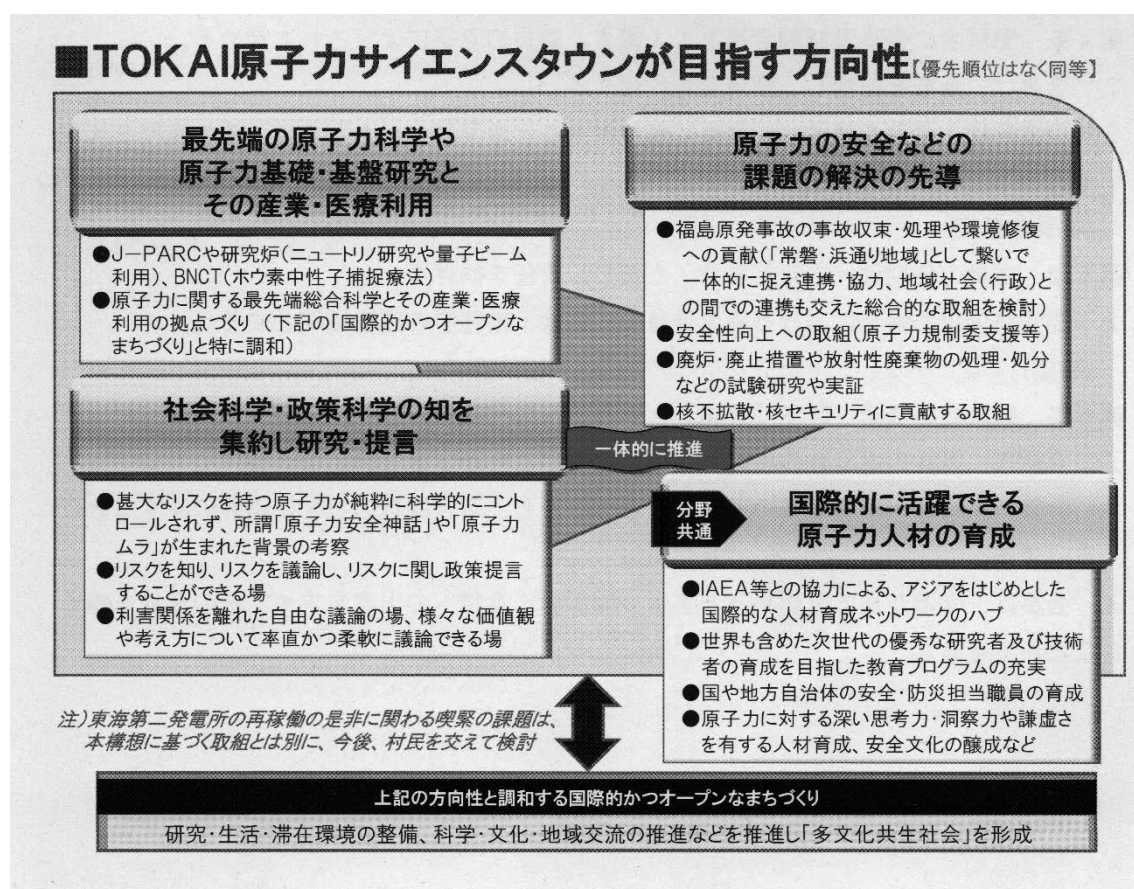 ■TOKAI原子力サイエンスタウンが目指す方向性【優先順位はなく同等】
最先端の原子力科学や
原子力基礎・基盤研究と
その産業・医療利用
●J-PARCや研究炉(ニュートリノ研究や量子ビーム
利用)、BNCT(ホウ素中性子捕捉療法)
●原子力に関する最先端総合科学とその産業・医療
利用の拠点づくり (下記の「国際的かつオープンな
まちづくり」と特に調和)
原子力の安全などの
課題の解決の先導
●福島原発事故の事故収束・処理や環境修復
への貢献(「常磐・浜通り地域」として繋いで
一体的に捉え連携・協力、地域社会(行政)と
の間での連携も交えた総合的な取組を検討)
●安全性向上への取組(原子力規制委支援等)
●廃炉・廃止措置や放射性廃棄物の処理・処分
などの試験研究や実証
●核不拡散・核セキュリティに貢献する取組
社会科学・政策科学の知を
集約し研究・提言
●甚大なリスクを持つ原子力が純粋に科学的にコント
ロールされず、所謂「原子力安全神話」や「原子力
ムラ」が生まれた背景の考察
●リスクを知り、リスクを議論し、リスクに関し政策提言
することができる場
●利害関係を離れた自由な議論の場、様々な価値観
や考え方について率直かつ柔軟に議論できる場
一体的に推進
分野
共通
国際的に活躍できる
原子力人材の育成
●IAEA等との協力による、アジアをはじめとした
国際的な人材育成ネットワークのハブ
●世界も含めた次世代の優秀な研究者及び技術
者の育成を目指した教育プログラムの充実
●国や地方自治体の安全・防災担当職員の育成
●原子力に対する深い思考力・洞察力や謙虚さ
を有する人材育成、安全文化の醸成など
注)東海第二発電所の再稼働の是非に関わる喫緊の課題は、
本構想に基づく取組とは別に、今後、村民を交えて検討
上記の方向性と調和する国際的かつオープンなまちづくり
研究・生活・滞在環境の整備、科学・文化・地域交流の推進などを推進し「多文化共生社会」を形成